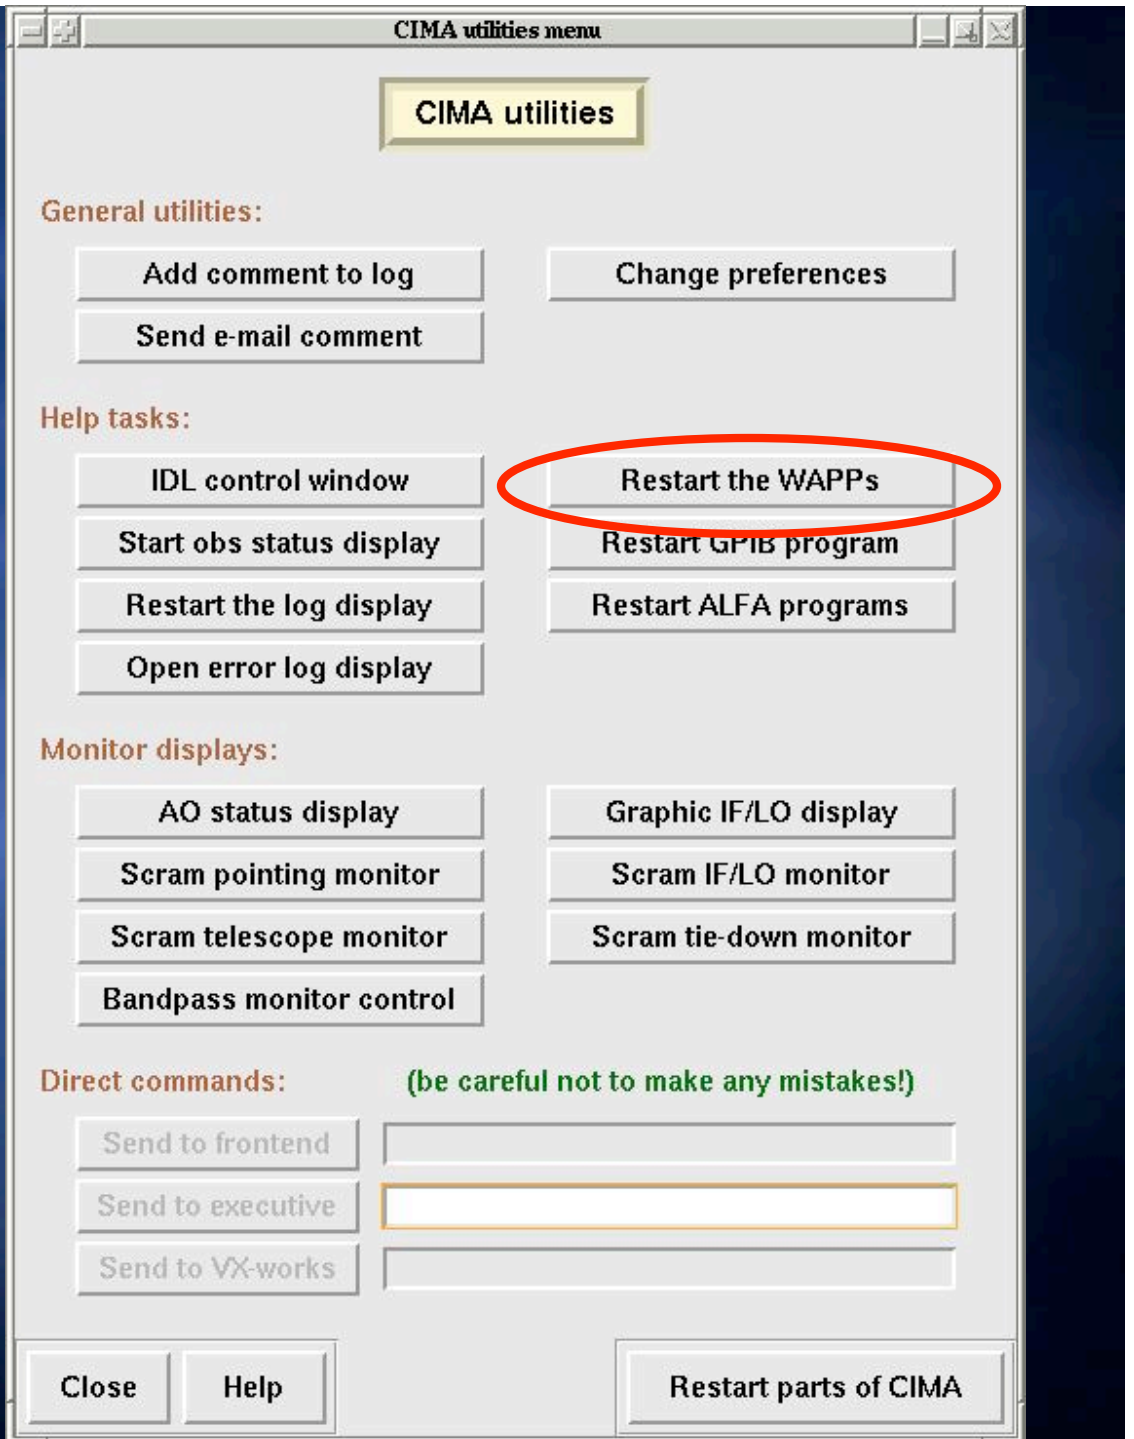 CIMA utilities menu
CIMA utilities
General utilities:
Add comment to log
Change preferences
Send e-mail comment
Help tasks:
IDL control window
Restart the WAPPs
Start obs status display
Restart GPIB program
Restart the log display
Restart ALFA programs
Open error log display
Monitor displays:
AO status display
Graphic IF/LO display
Scram pointing monitor
Scram IF/LO monitor
Scram telescope monitor
Scram tie-down monitor
Bandpass monitor control
Direct commands: (be careful not to make any mistakes!)
Send to frontend
Send to executive
Send to VX-works
Close
Help
Restart parts of CIMA